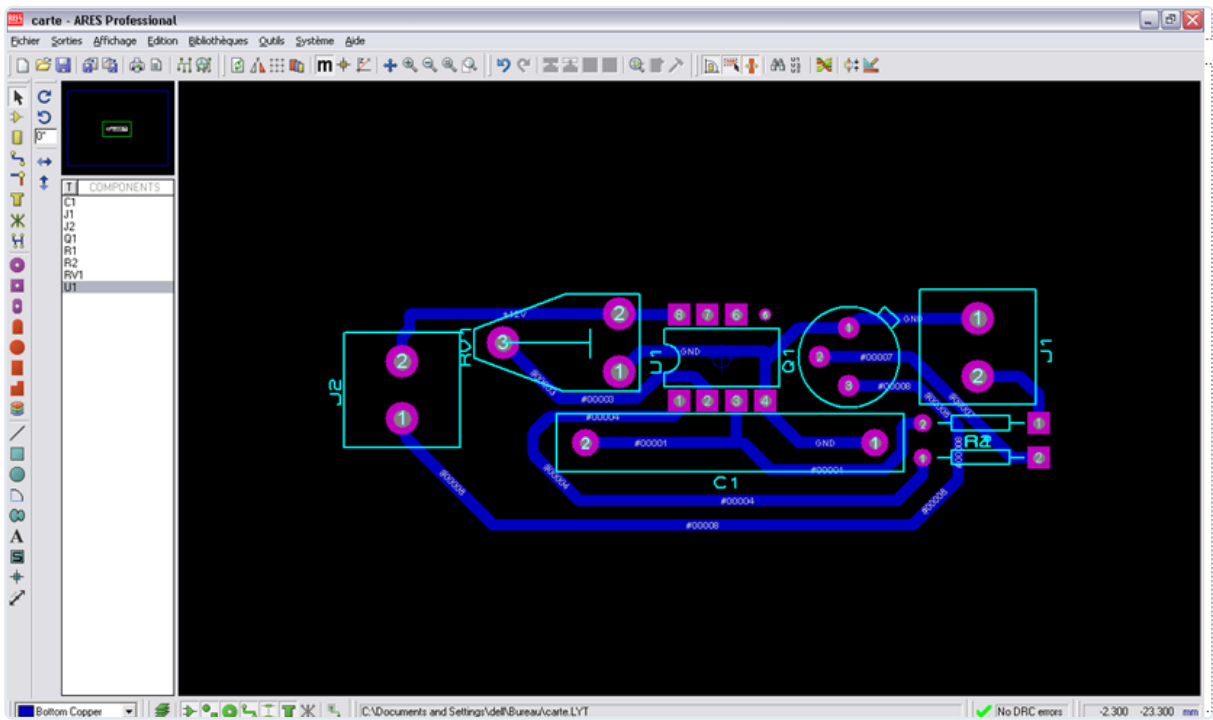 carte - ARES Professional
Fichier Sorties Affichage Edition Bibliothèques Outils Système Aide
m
0°
T COMPONENTS
C1
J1
J2
Q1
R1
R2
RV1
U1
+12V
2
8 7 6
1
GND
J1
3
RV1
U1
GND
Q1
2
#00007
J2
2
1
3
#00008
2
#00003
#00003
1 2 3 4
1
#00004
2
1
2
#00001
GND
1
#00001
1
2
#00004
C1
#00004
#00008
#00008
#00008
#00008
A
Bottom Copper
C:\Documents and Settings\dell\Bureau\carte.LYT
No DRC errors
-2.300 -23.300 mm